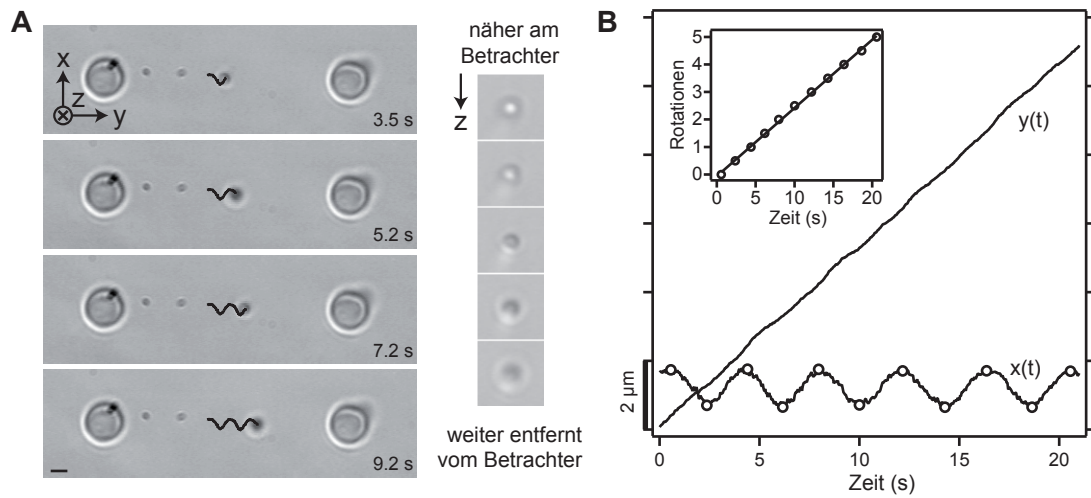 A
x
z
y
3.5 s
5.2 s
7.2 s
9.2 s
näher am
Betrachter
z
weiter entfernt
vom Betrachter
B
Rotationen
5
4
3
2
1
0
0
5
10
15
20
Zeit (s)
y(t)
x(t)
2 μm
0
5
10
15
20
Zeit (s)